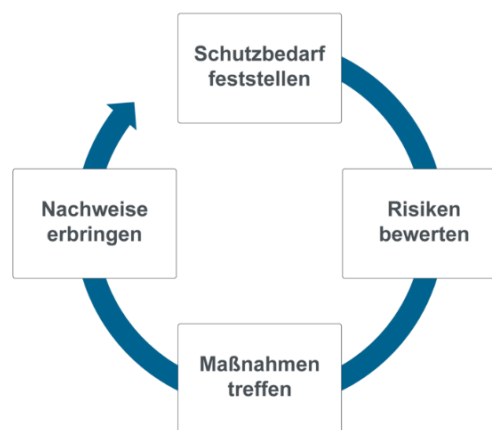 Schutzbedarf
feststellen
Risiken
bewerten
Maßnahmen
treffen
Nachweise
erbringen